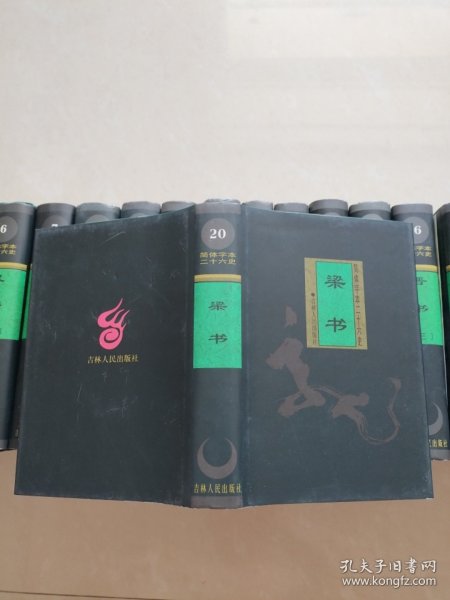 吉林人民出版社
20
简体字本
二十六史
梁书
吉林人民出版社
简体字本二十六史
梁书
吉林人民出版社
6
孔夫子旧书网
www.kongfz.com